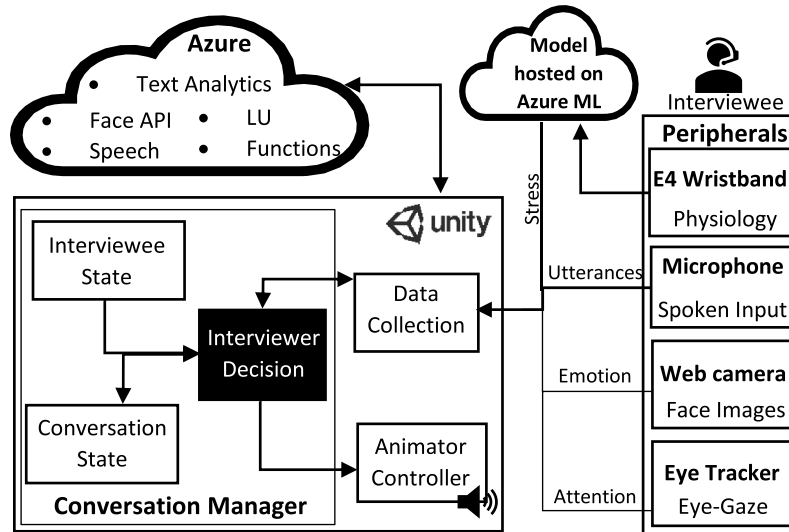 Azure
• Text Analytics
• Face API • LU
• Speech • Functions
Model
hosted on
Azure ML
Interviewee
Peripherals
E4 Wristband
Physiology
Microphone
Spoken Input
Web camera
Face Images
Eye Tracker
Eye-Gaze
Stress
Utterances
Emotion
Attention
unity
Interviewee
State
Interviewer
Decision
Data
Collection
Conversation
State
Animator
Controller
Conversation Manager